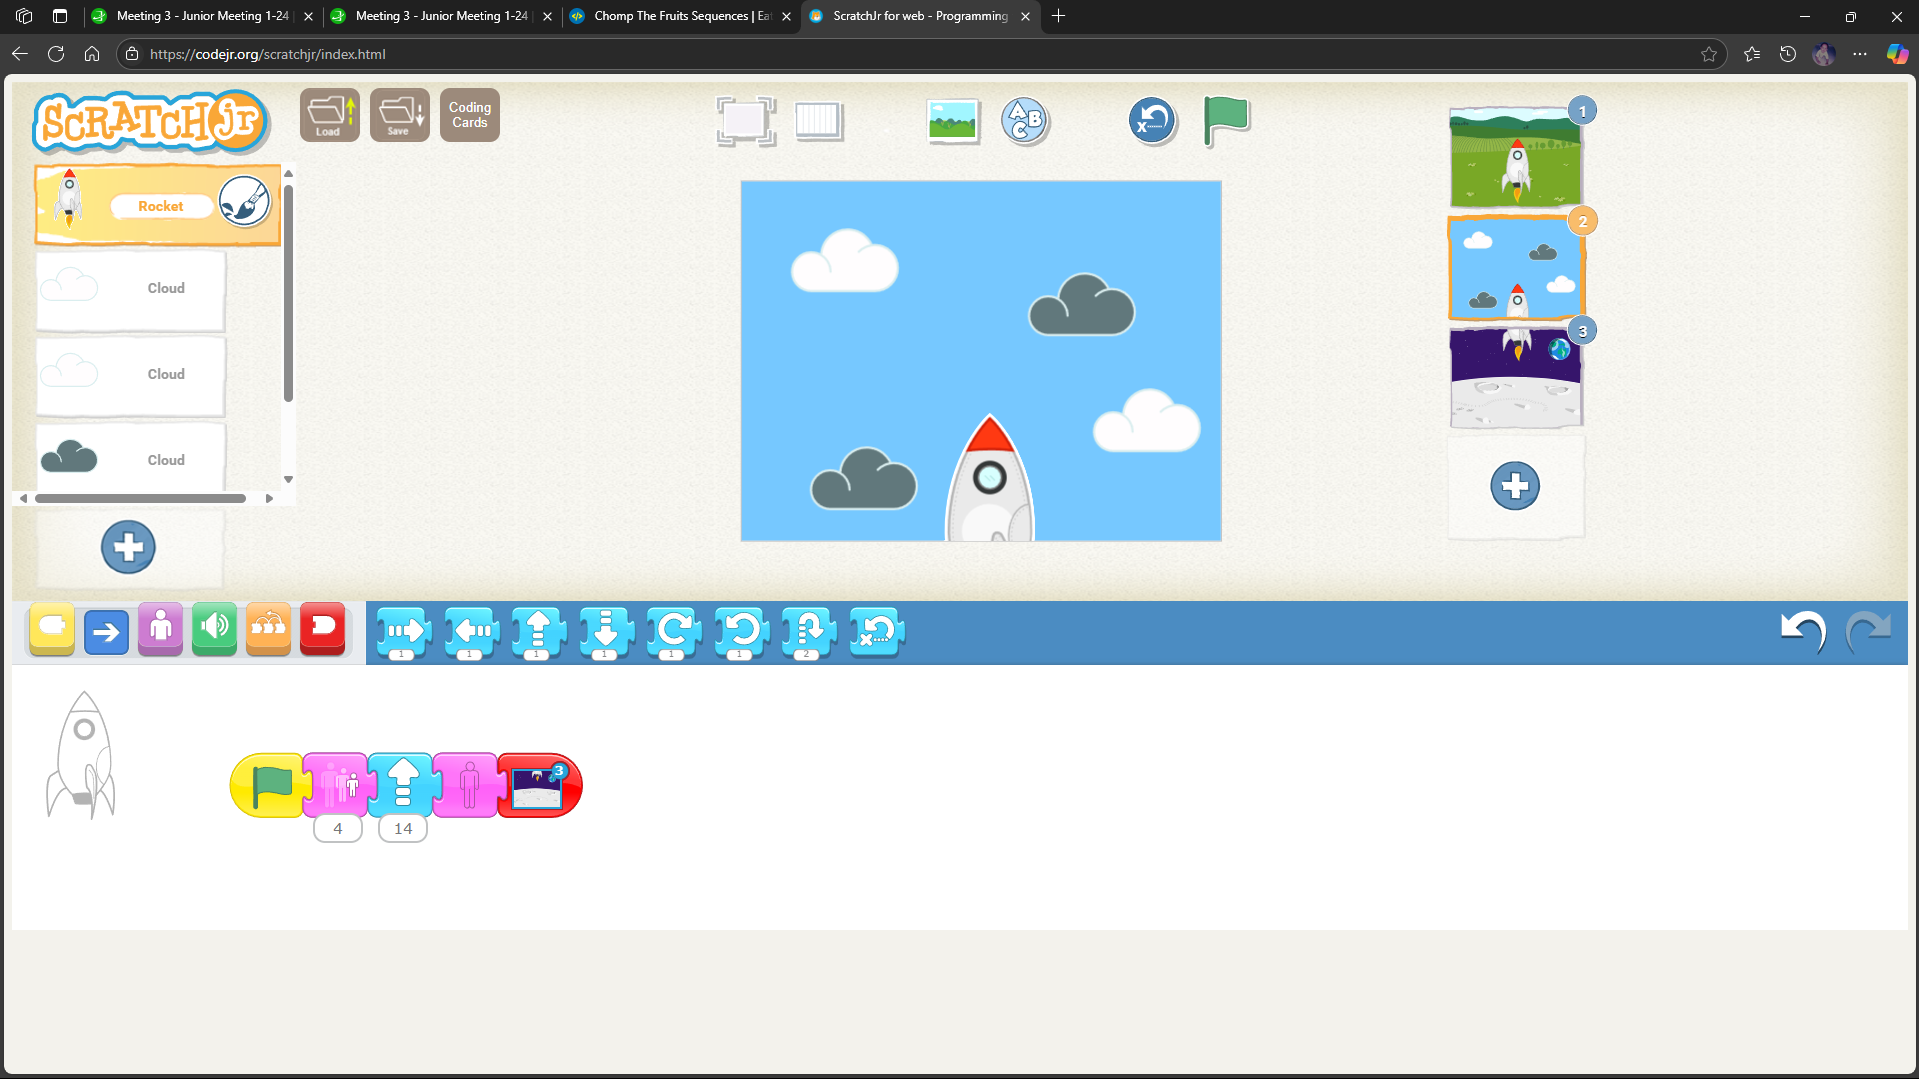 Meeting 3 - Junior Meeting 1-24
Meeting 3 - Junior Meeting 1-24
Chomp The Fruits Sequences | Eat
ScratchJr for web - Programming
https://codejr.org/scratchjr/index.html
SCRATCHJr
Load
Save
Coding
Cards
A B C
1
Rocket
2
Cloud
3
Cloud
Cloud
1
1
1
1
1
1
2
3
4
14